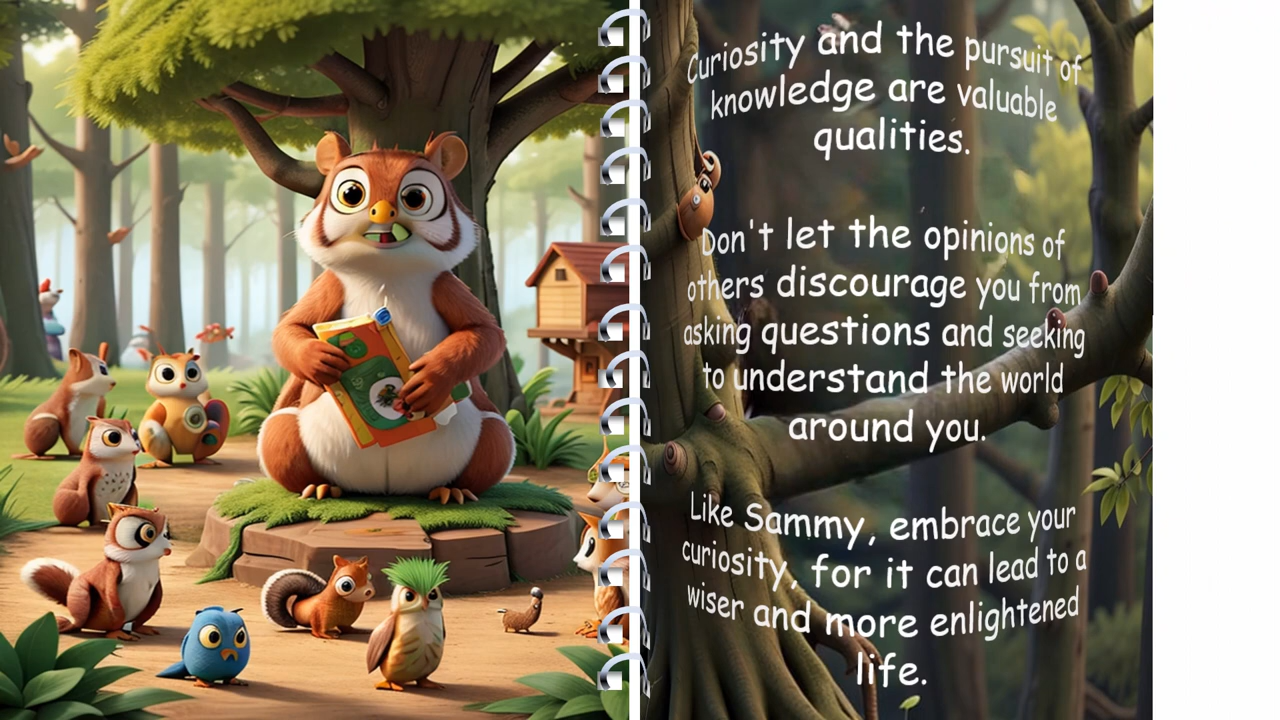 Curiosity and the pursuit of
knowledge are valuable
qualities.
Don't let the opinions of
others discourage you from
asking questions and seeking
to understand the world
around you.
Like Sammy, embrace your
curiosity, for it can lead to a
wiser and more enlightened
life.